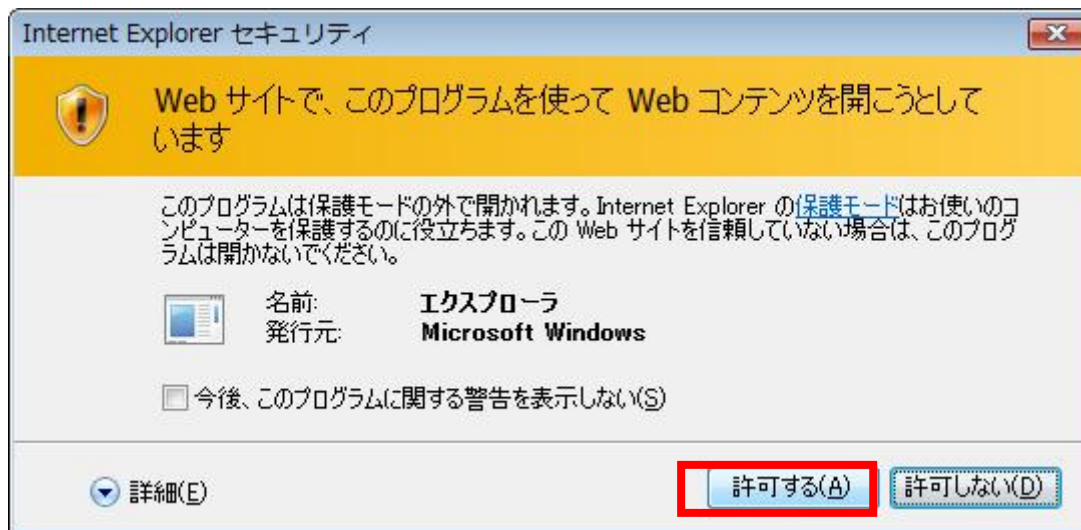 Internet Explorer セキュリティ
Web サイトで、このプログラムを使って Web コンテンツを開こうとして
います
このプログラムは保護モードの外で開かれます。Internet Explorer の保護モードはお使いのコ
ンピューターを保護するのに役立ちます。この Web サイトを信頼していない場合は、このプログ
ラムは開かないでください。
名前: エクスプローラ
発行元: Microsoft Windows
今後、このプログラムに関する警告を表示しない(S)
詳細(E) 許可する(A) 許可しない(D)